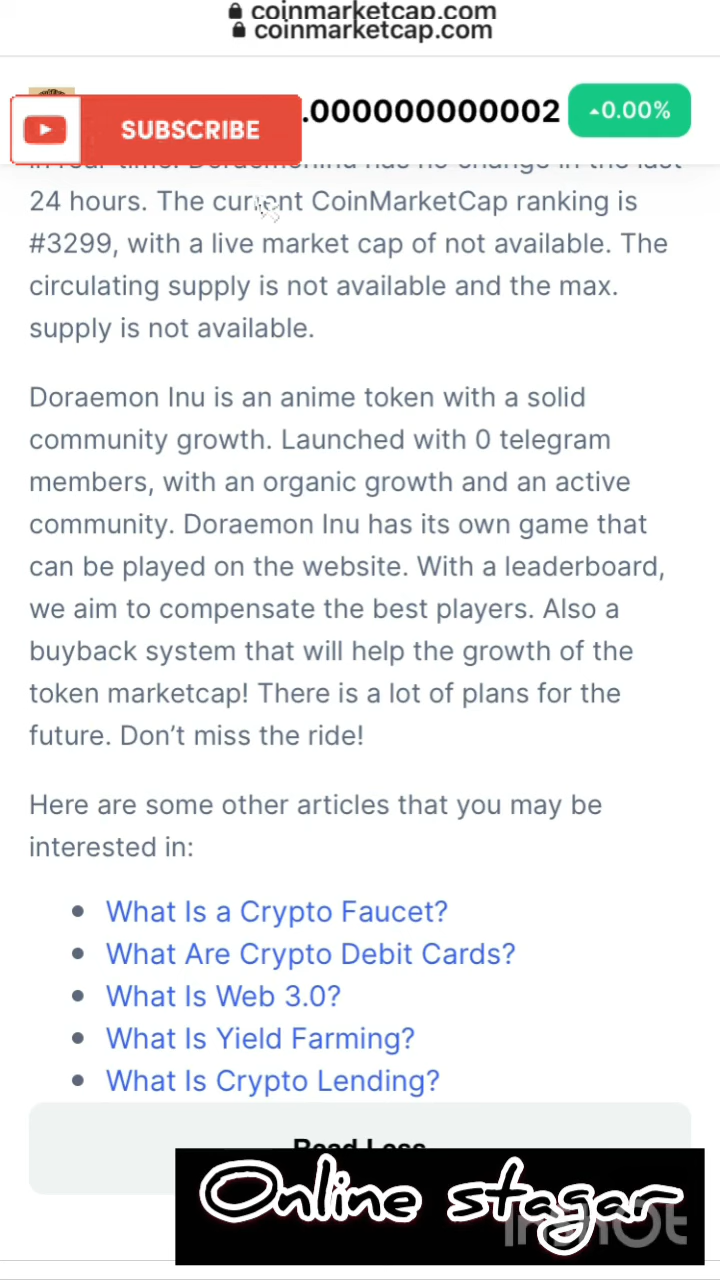 coinmarketcap.com
coinmarketcap.com
SUBSCRIBE
.000000000002
0.00%
in the last
24 hours. The current CoinMarketCap ranking is
#3299, with a live market cap of not available. The
circulating supply is not available and the max.
supply is not available.
Doraemon Inu is an anime token with a solid
community growth. Launched with 0 telegram
members, with an organic growth and an active
community. Doraemon Inu has its own game that
can be played on the website. With a leaderboard,
we aim to compensate the best players. Also a
buyback system that will help the growth of the
token marketcap! There is a lot of plans for the
future. Don’t miss the ride!
Here are some other articles that you may be
interested in:
What Is a Crypto Faucet?
What Are Crypto Debit Cards?
What Is Web 3.0?
What Is Yield Farming?
What Is Crypto Lending?
Read Less
Online stagar